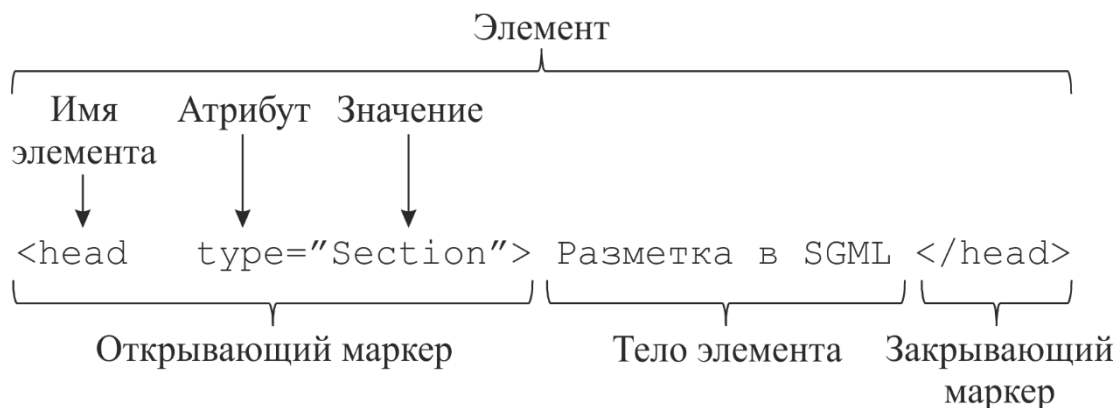 Элемент
Имя элемента
Атрибут
Значение
<head type=”Section”> Разметка в SGML </head>
Открывающий маркер
Тело элемента
Закрывающий маркер